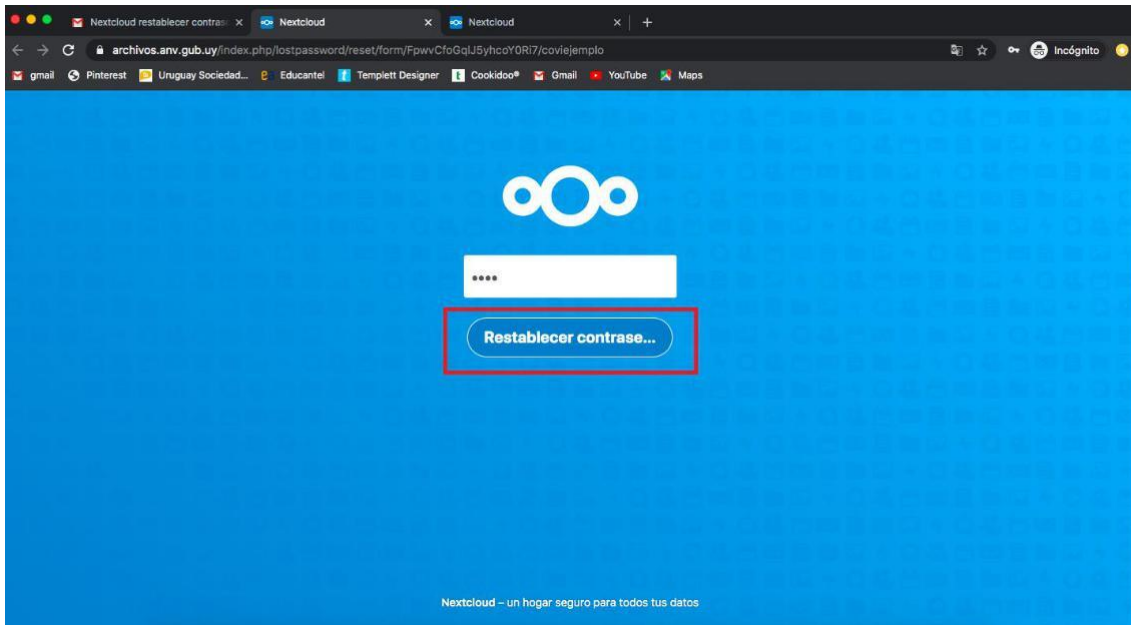 Nextcloud restablecer contras
Nextcloud
Nextcloud
archivos.anv.gub.uy/index.php/lostpassword/reset/form/FpwvCfoGqlJ5yhcoY0Ri7/coviejemplo
Incógnito
gmail
Pinterest
Uruguay Sociedad...
Educantel
Templett Designer
Cookidoo®
Gmail
YouTube
Maps
••••
Restablecer contrase...
Nextcloud – un hogar seguro para todos tus datos